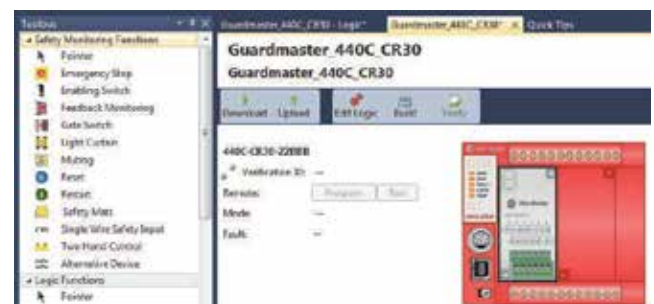 Toolbox
Guardmaster_440C_CR30 - Logic*
Guardmaster_440C_CR30*
Quick Tips
Safety Monitoring Functions
Pointer
Emergency Stop
Enabling Switch
Feedback Monitoring
Gate Switch
Light Curtain
Muting
Reset
Restart
Safety Mats
Single Wire Safety Input
Two Hand Control
Alternative Device
Logic Functions
Pointer
Guardmaster_440C_CR30
Guardmaster_440C_CR30
Download
Upload
Edit Logic
Build
Verify
440C-CR30-22BBB
Verification ID: --
Remote:
Program
Run
Mode --
Fault: --